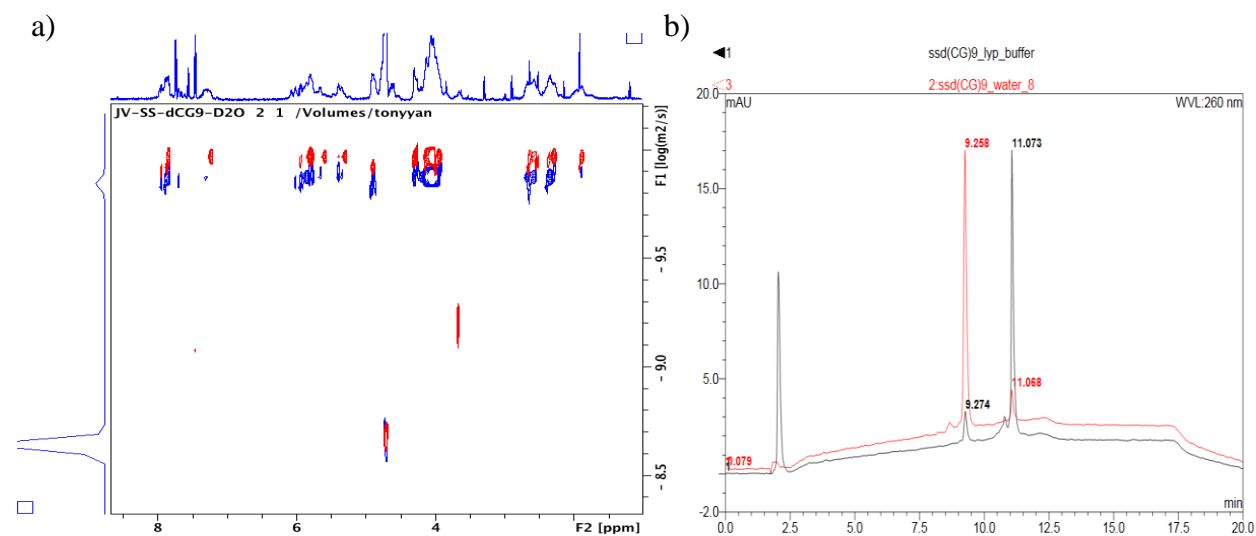 a)
JV-SS-dCG9-D2O 2 1 /Volumes/tonyyan
F1 [log(m2/s)]
- 9.5
- 9.0
- 8.5
8 6 4 F2 [ppm]
b)
1 ssd(CG)9_lyp_buffer
3 2:ssd(CG)9_water_8
20.0 mAU WVL:260 nm
9.258 11.073
15.0
10.0
5.0
11.068
9.274
0.079
-2.0
min
0.0 2.5 5.0 7.5 10.0 12.5 15.0 17.5 20.0